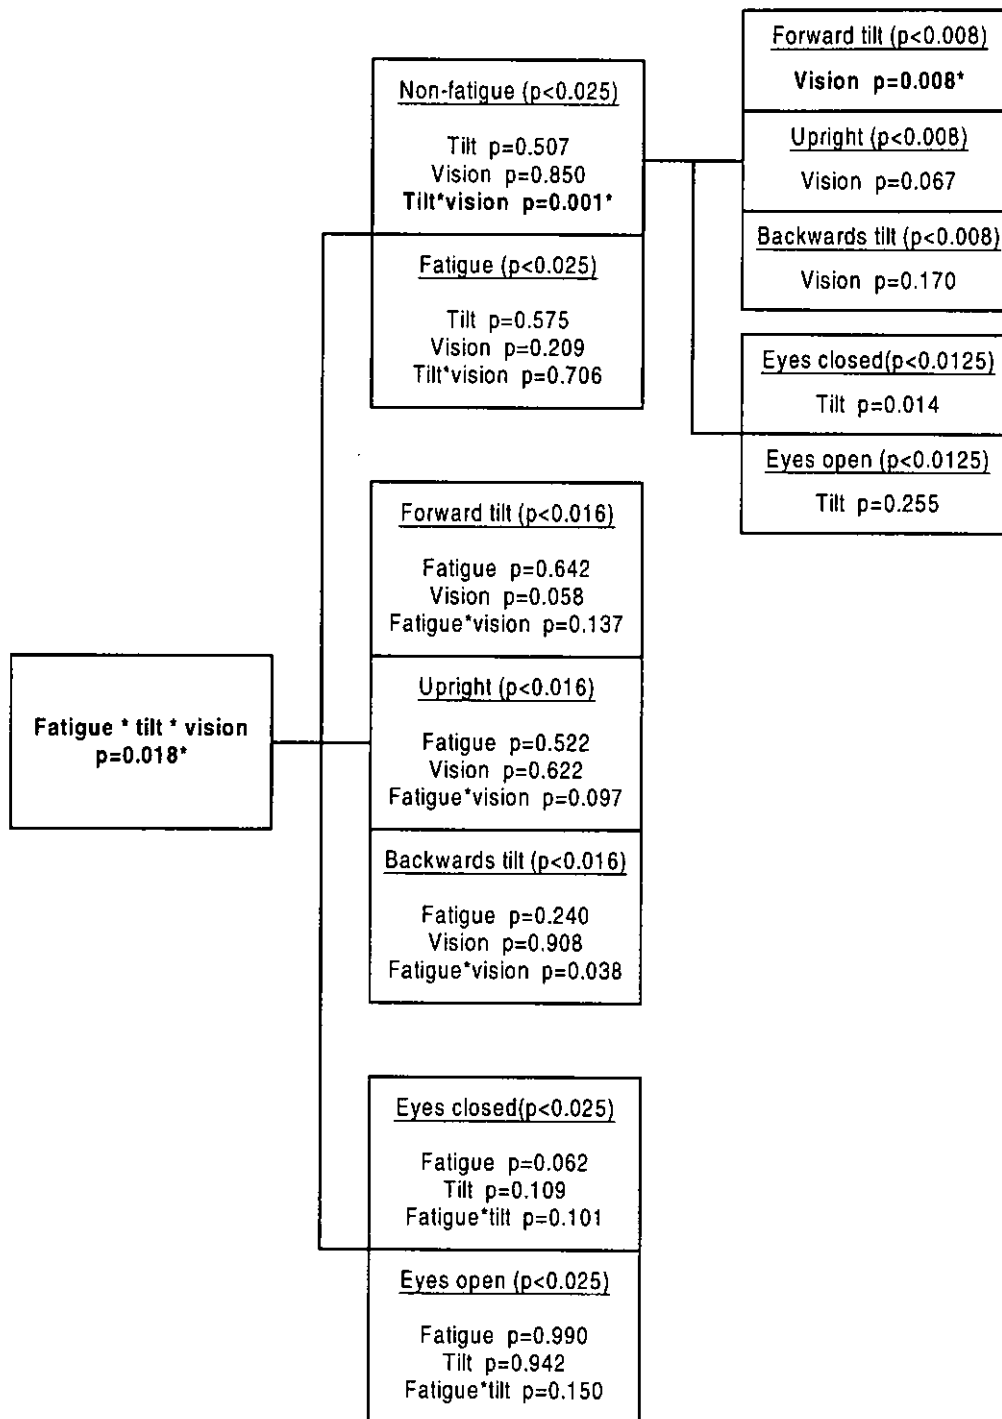 Fatigue * tilt * vision
p=0.018*
Non-fatigue (p<0.025)
Tilt p=0.507
Vision p=0.850
Tilt*vision p=0.001*
Fatigue (p<0.025)
Tilt p=0.575
Vision p=0.209
Tilt*vision p=0.706
Forward tilt (p<0.016)
Fatigue p=0.642
Vision p=0.058
Fatigue*vision p=0.137
Upright (p<0.016)
Fatigue p=0.522
Vision p=0.622
Fatigue*vision p=0.097
Backwards tilt (p<0.016)
Fatigue p=0.240
Vision p=0.908
Fatigue*vision p=0.038
Eyes closed(p<0.025)
Fatigue p=0.062
Tilt p=0.109
Fatigue*tilt p=0.101
Eyes open (p<0.025)
Fatigue p=0.990
Tilt p=0.942
Fatigue*tilt p=0.150
Forward tilt (p<0.008)
Vision p=0.008*
Upright (p<0.008)
Vision p=0.067
Backwards tilt (p<0.008)
Vision p=0.170
Eyes closed(p<0.0125)
Tilt p=0.014
Eyes open (p<0.0125)
Tilt p=0.255